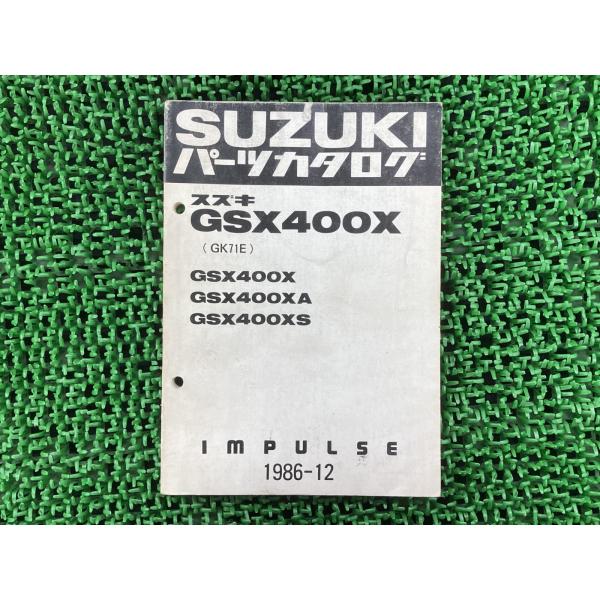 SUZUKI
パーツカタログ
スズキ
GSX400X
(GK71E)
GSX400X
GSX400XA
GSX400XS
IMPULSE
1986-12